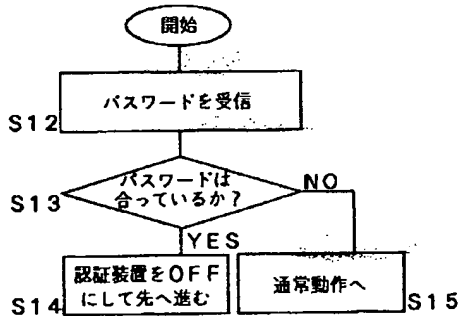 開始
パスワードを受信
S12
パスワードは
合っているか?
S13
NO
YES
認証装置をOFF
にして先へ進む
S14
通常動作へ
S15